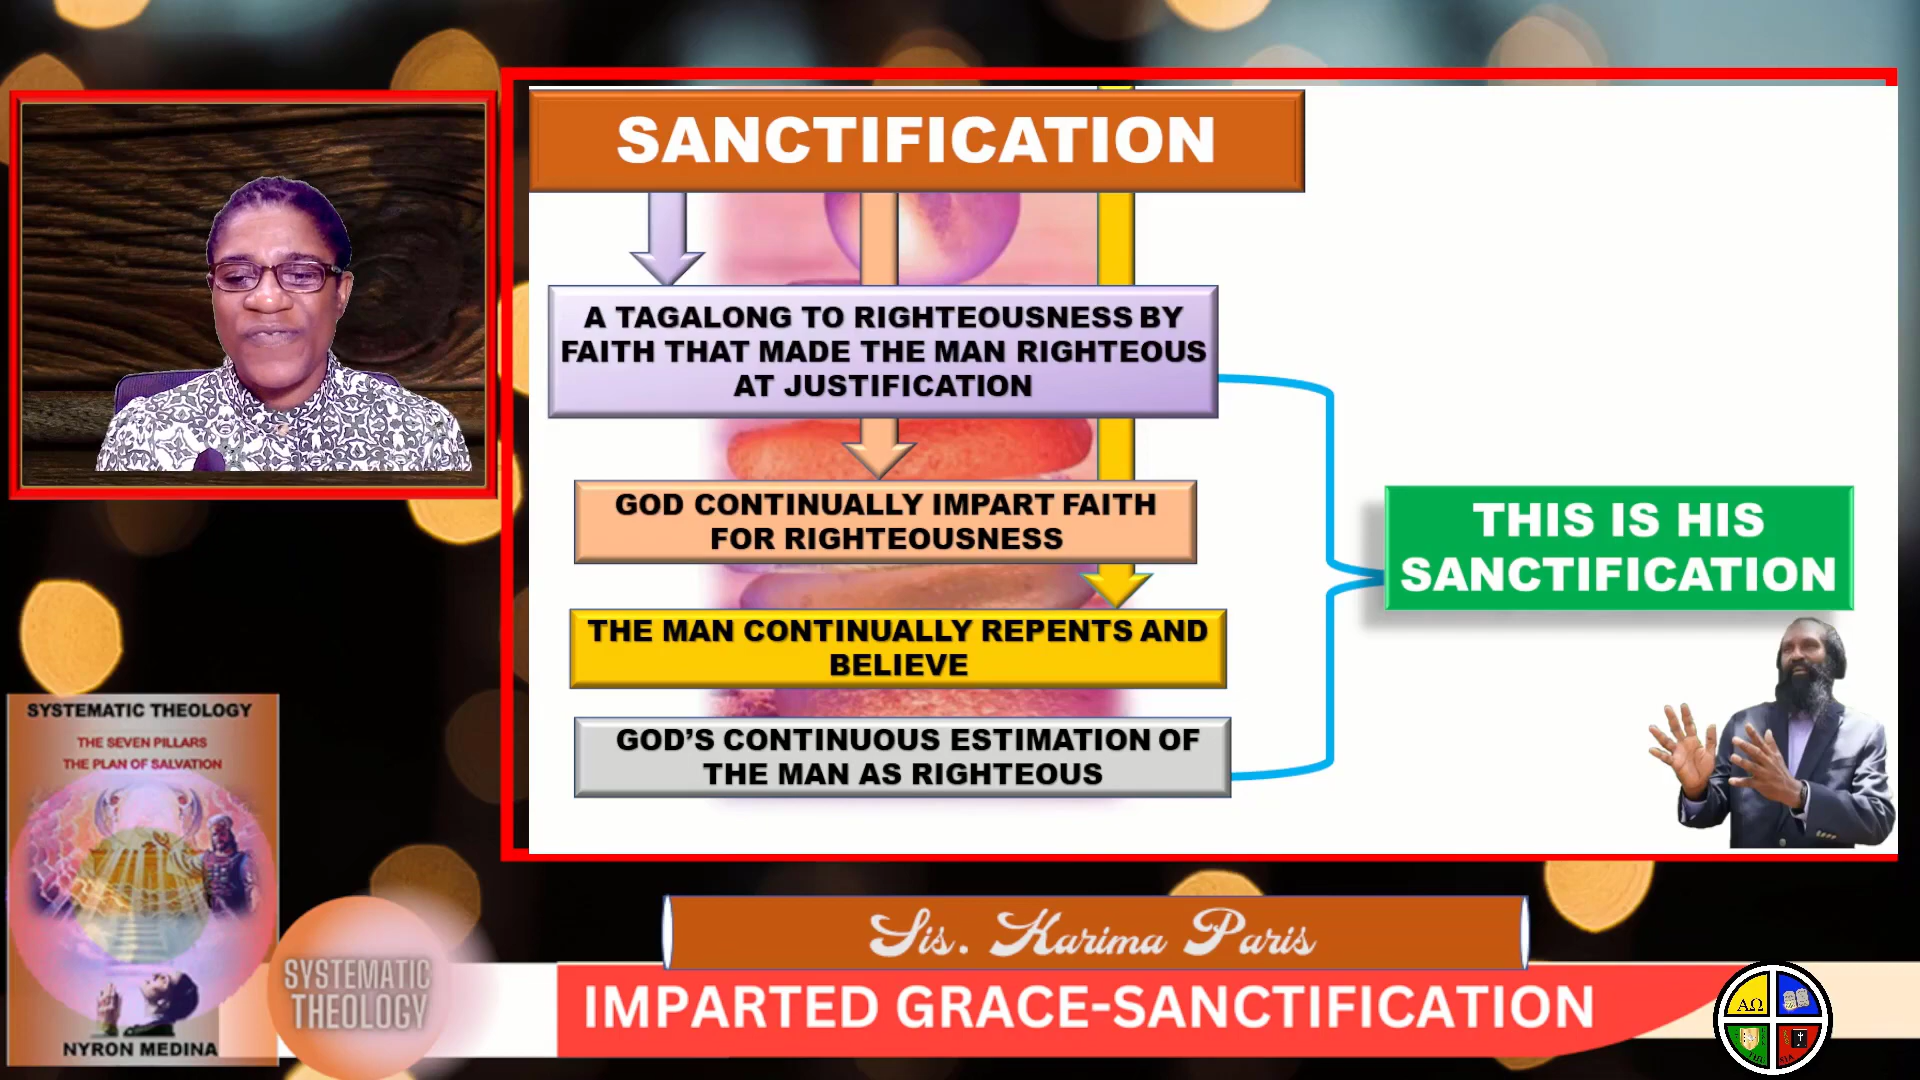 SANCTIFICATION
A TAGALONG TO RIGHTEOUSNESS BY
FAITH THAT MADE THE MAN RIGHTEOUS
AT JUSTIFICATION
GOD CONTINUALLY IMPART FAITH
FOR RIGHTEOUSNESS
THE MAN CONTINUALLY REPENTS AND
BELIEVE
GOD'S CONTINUOUS ESTIMATION OF
THE MAN AS RIGHTEOUS
THIS IS HIS
SANCTIFICATION
SYSTEMATIC THEOLOGY
THE SEVEN PILLARS
THE PLAN OF SALVATION
NYRON MEDINA
SYSTEMATIC
THEOLOGY
Sis. Karima Paris
IMPARTED GRACE-SANCTIFICATION
ΑΩ